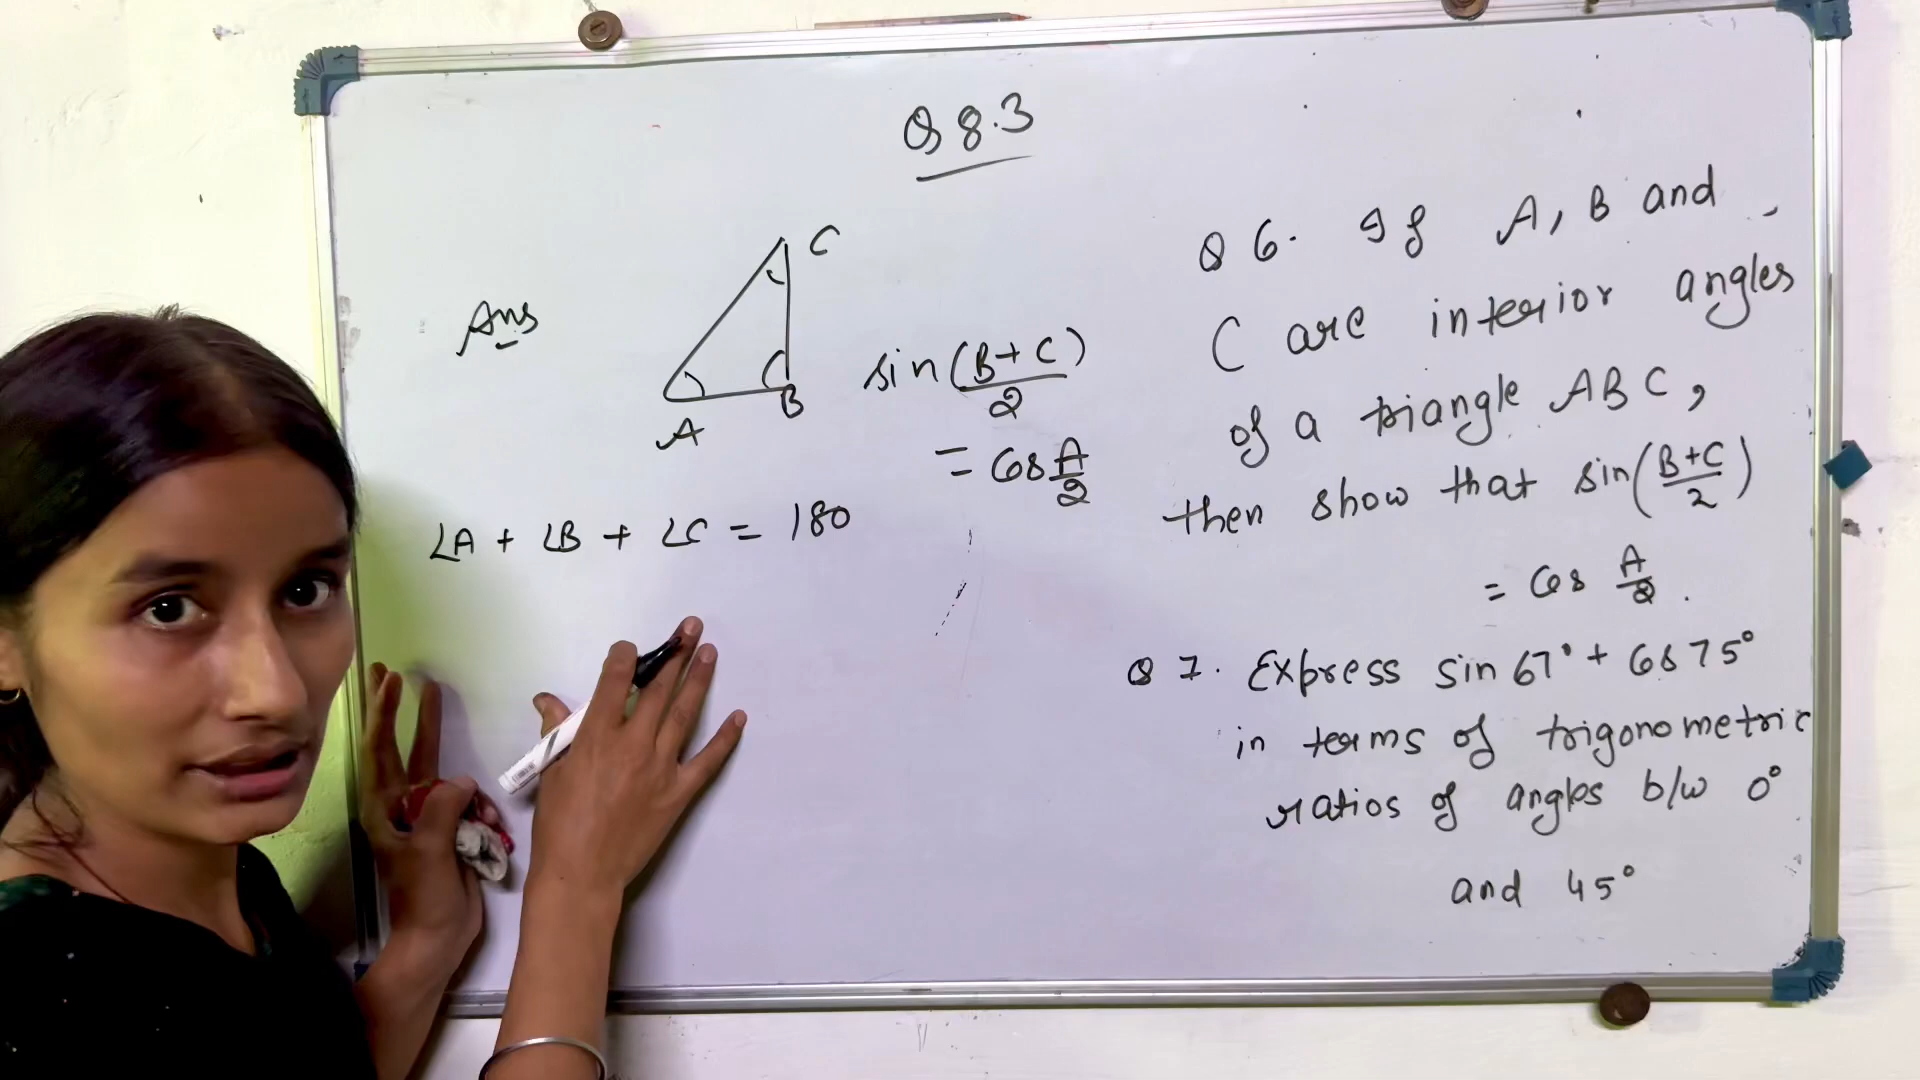 Q 8.3
Ans
C
A
B
sin(B+C)/2
= Cos A/2
∠A + ∠B + ∠C = 180
Q 6. If A, B and
C are interior angles
of a triangle ABC,
then show that sin(B+C/2)
= Cos A/2.
Q 7. Express sin 67° + Cos 75°
in terms of trigonometric
ratios of angles b/w 0°
and 45°